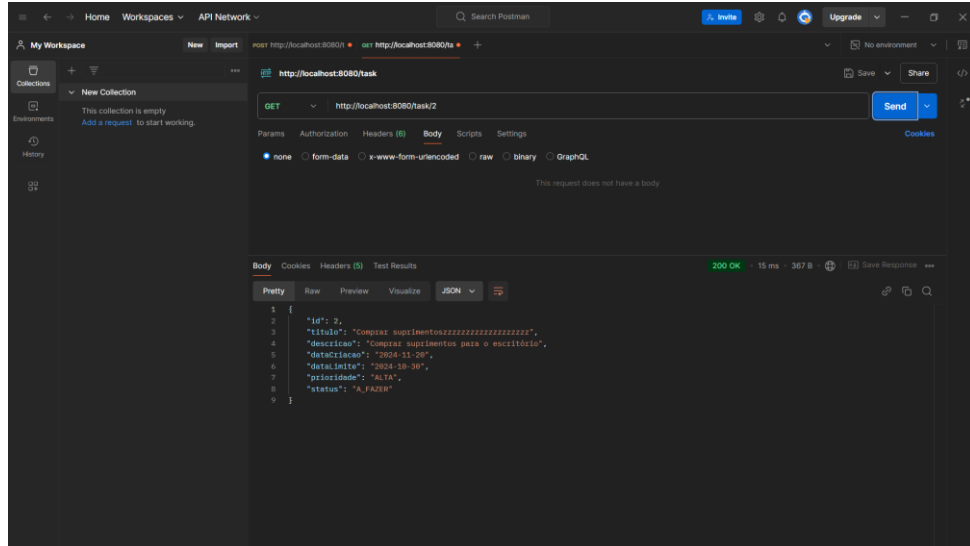 Home Workspaces API Network Search Postman Invite Upgrade
My Workspace New Import POST http://localhost:8080/t GET http://localhost:8080/ta No environment
Collections
New Collection
This collection is empty
Add a request to start working.
Environments
History
HTTP http://localhost:8080/task Save Share
GET http://localhost:8080/task/2 Send
Params Authorization Headers (6) Body Scripts Settings Cookies
none form-data x-www-form-urlencoded raw binary GraphQL
This request does not have a body
Body Cookies Headers (5) Test Results 200 OK 15 ms 367 B Save Response
Pretty Raw Preview Visualize JSON
1 {
2 "id": 2,
3 "titulo": "Comprar suprimentoszzzzzzzzzzzzzzzzzzzz",
4 "descricao": "Comprar suprimentos para o escritório",
5 "dataCriacao": "2024-11-20",
6 "dataLimite": "2024-10-30",
7 "prioridade": "ALTA",
8 "status": "A_FAZER"
9 }